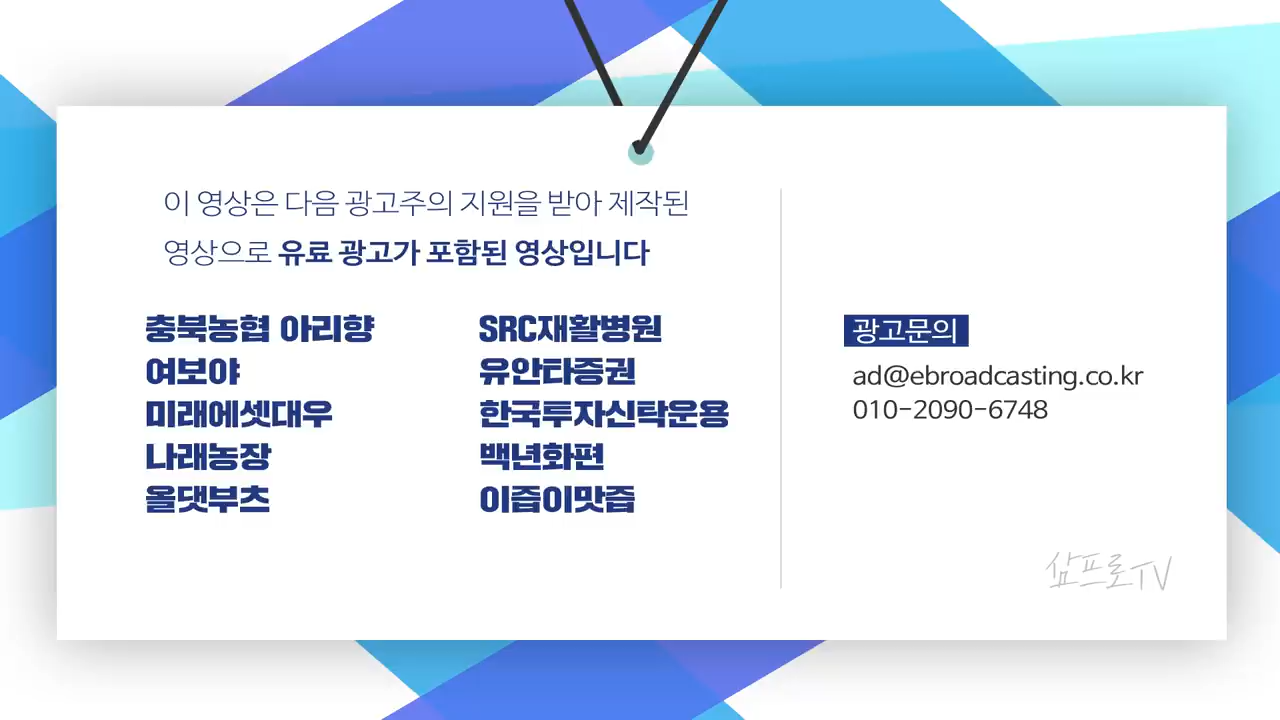 이 영상은 다음 광고주의 지원을 받아 제작된
영상으로 유료 광고가 포함된 영상입니다
충북농협 아리향
여보야
미래에셋대우
나래농장
올댓부츠
SRC재활병원
유안타증권
한국투자신탁운용
백년화편
이즙이맛즙
광고문의
ad@ebroadcasting.co.kr
010-2090-6748
삼프로TV